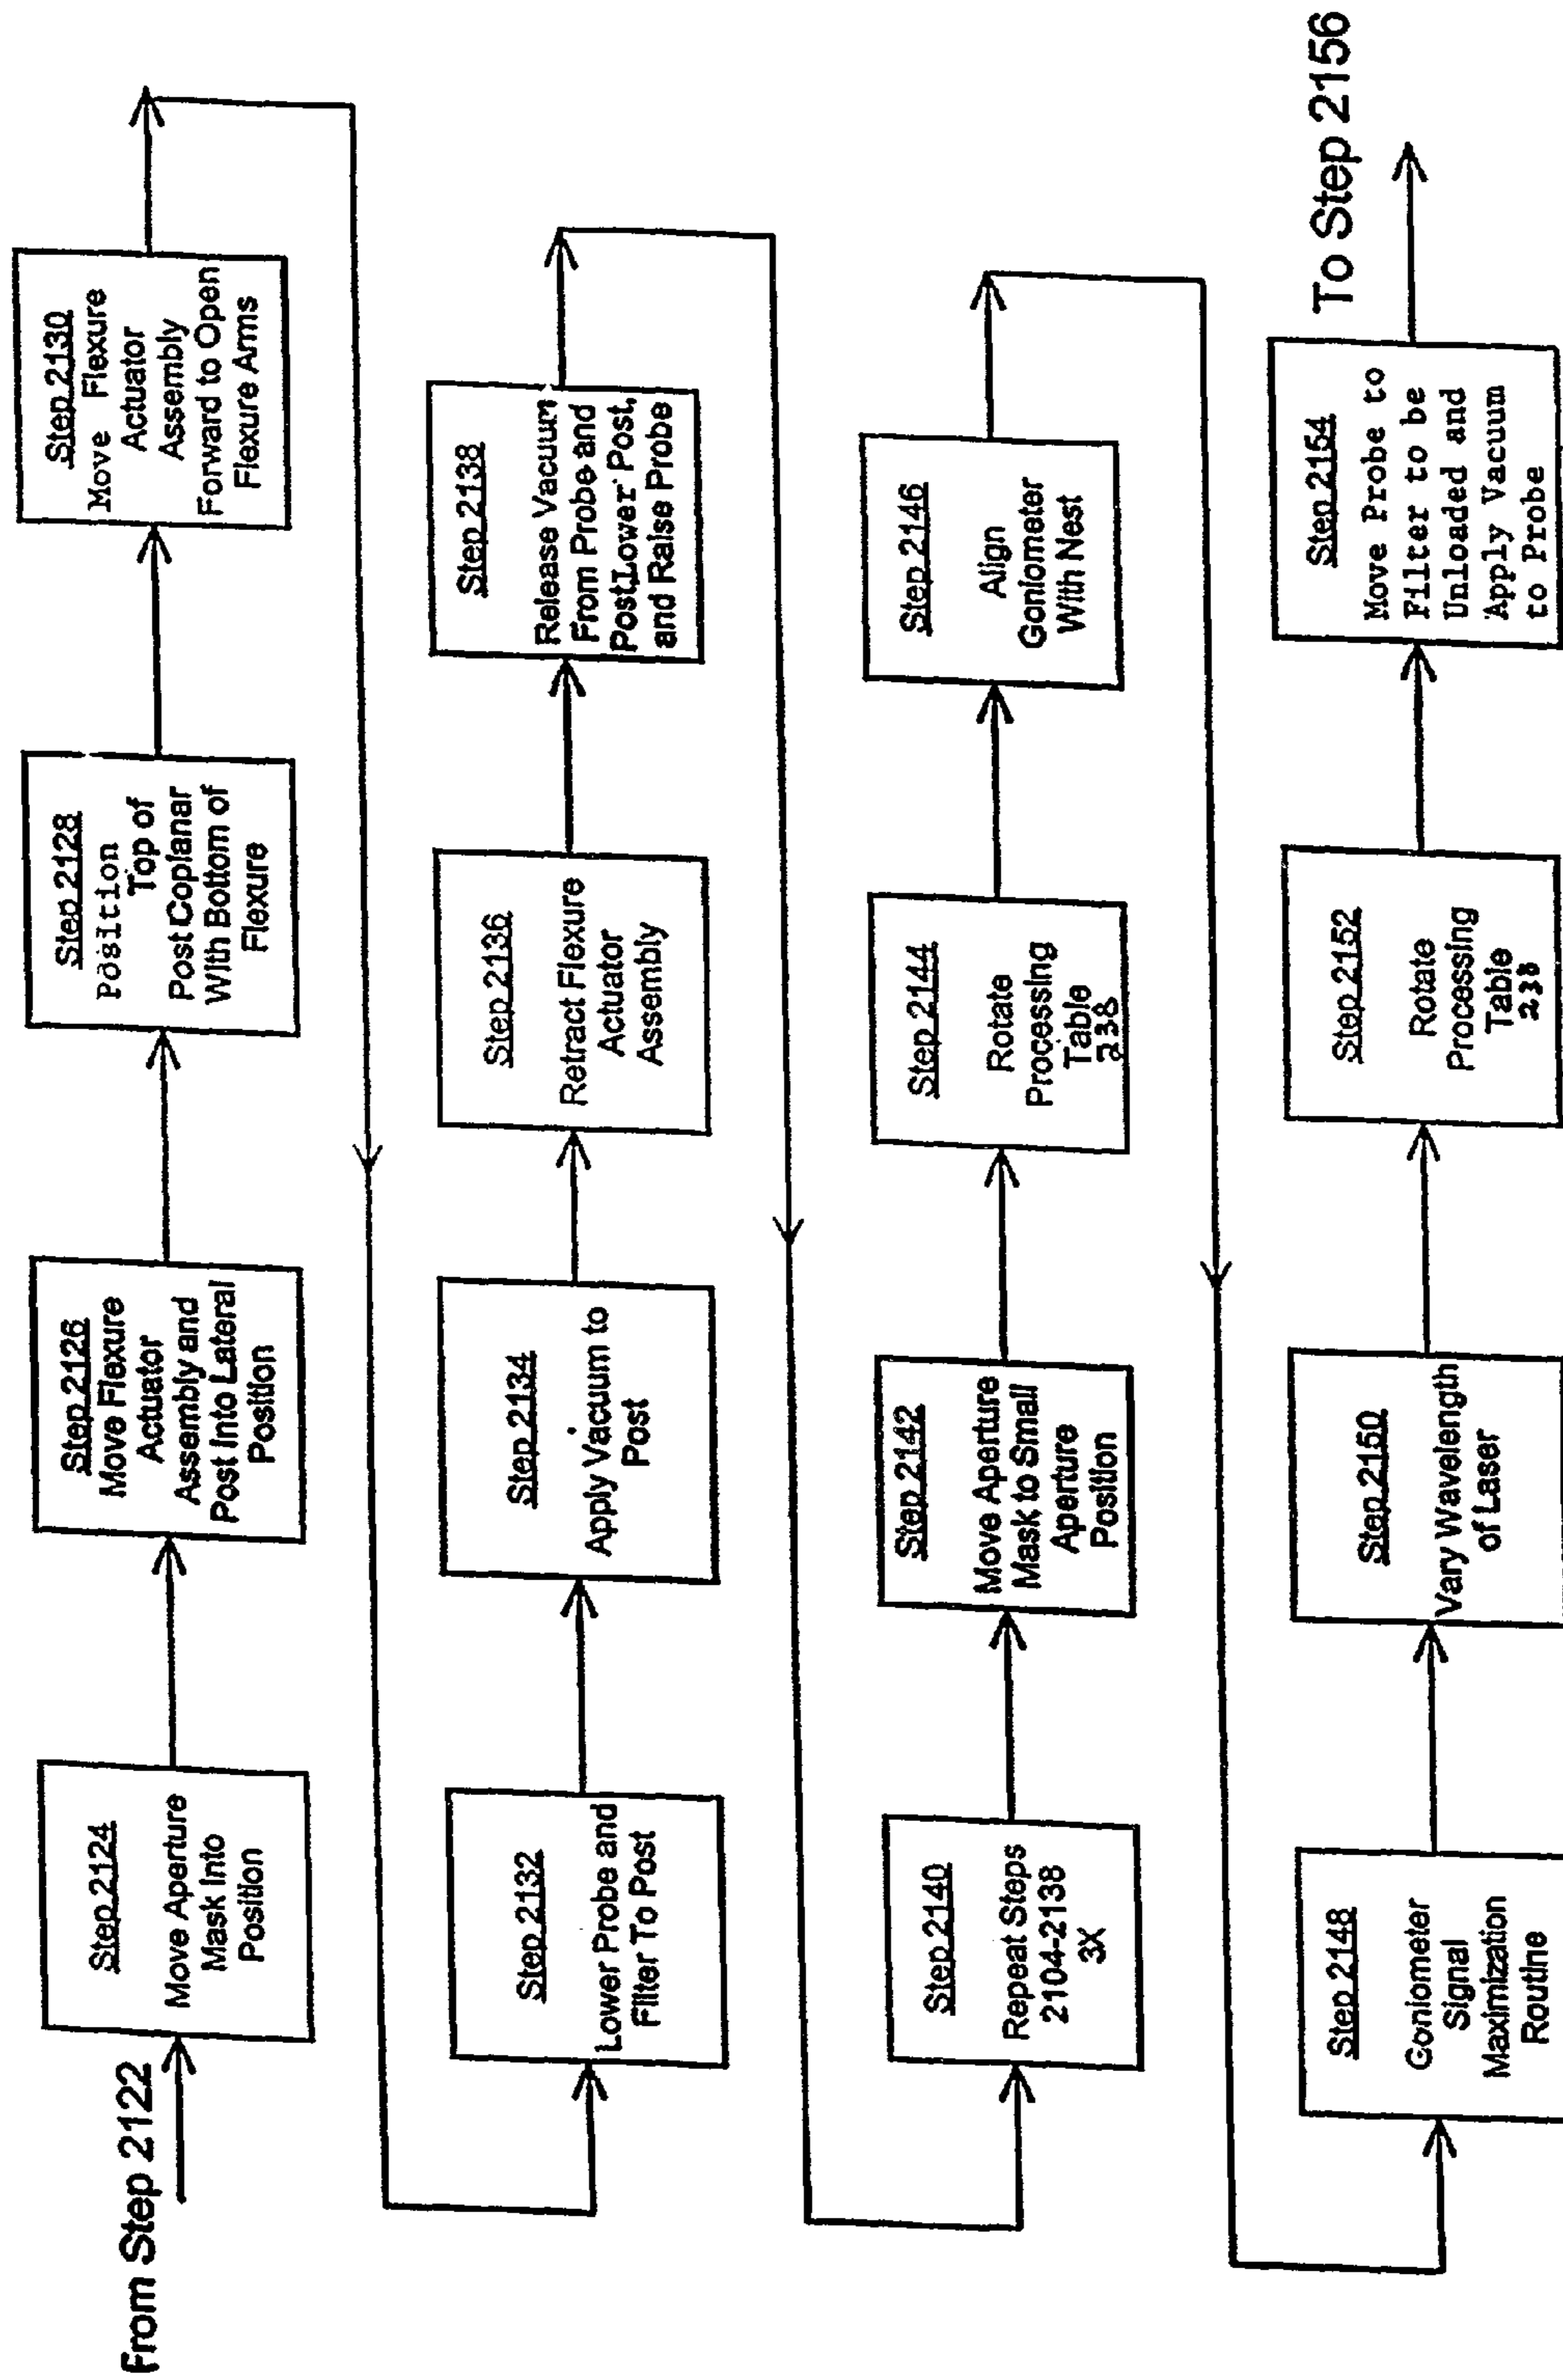 From Step 2122
Step 2124
Move Aperture
Mask Into
Position
Step 2126
Move Flexure
Actuator
Assembly and
Post Into Lateral
Position
Step 2128
Position
Top of
Post Coplanar
With Bottom of
Flexure
Step 2130
Move Flexure
Actuator
Assembly
Forward to Open
Flexure Arms
Step 2132
Lower Probe and
Filter To Post
Step 2134
Apply Vacuum to
Post
Step 2136
Retract Flexure
Actuator
Assembly
Step 2138
Release Vacuum
From Probe and
Post,Lower Post,
and Raise Probe
Step 2140
Repeat Steps
2104-2138
3X
Step 2142
Move Aperture
Mask to Small
Aperture
Position
Step 2144
Rotate
Processing
Table
238
Step 2146
Align
Goniometer
With Nest
Step 2148
Goniometer
Signal
Maximization
Routine
Step 2150
Vary Wavelength
of Laser
Step 2152
Rotate
Processing
Table
238
Step 2154
Move Probe to
Filter to be
Unloaded and
Apply Vacuum
to Probe
To Step 2156